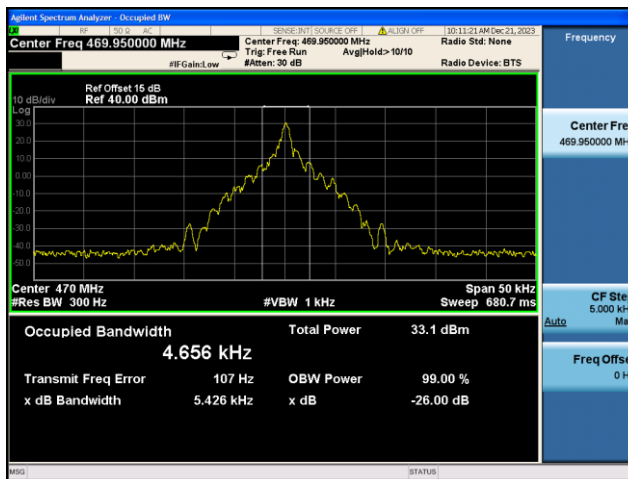 Agilent Spectrum Analyzer - Occupied BW
RF 50 Ω AC SENSE:INT SOURCE OFF ALIGN OFF 10:11:21 AM Dec 21, 2023
Center Freq 469.950000 MHz
Center Freq: 469.950000 MHz
Radio Std: None
Trig: Free Run Avg|Hold:> 10/10
#IFGain:Low #Atten: 30 dB Radio Device: BTS
Frequency
Ref Offset 15 dB
10 dB/div Ref 40.00 dBm
Log
30.0
20.0
10.0
0.00
-10.0
-20.0
-30.0
-40.0
-50.0
Center 470 MHz Span 50 kHz
#Res BW 300 Hz #VBW 1 kHz Sweep 680.7 ms
Occupied Bandwidth Total Power 33.1 dBm
4.656 kHz
Transmit Freq Error 107 Hz OBW Power 99.00 %
x dB Bandwidth 5.426 kHz x dB -26.00 dB
Center Fre
469.950000 MH
CF Ste
5.000 kH
Auto Ma
Freq Offse
0 H
MSG STATUS